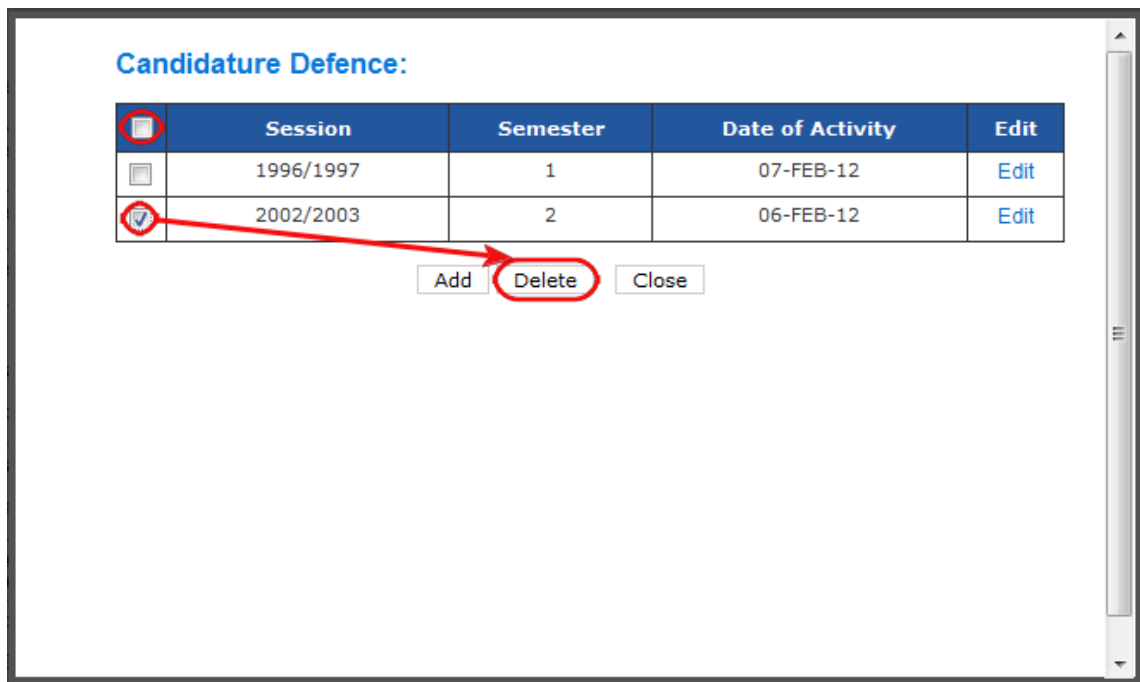 Candidature Defence:
Session Semester Date of Activity Edit
1996/1997 1 07-FEB-12 Edit
2002/2003 2 06-FEB-12 Edit
Add Delete Close